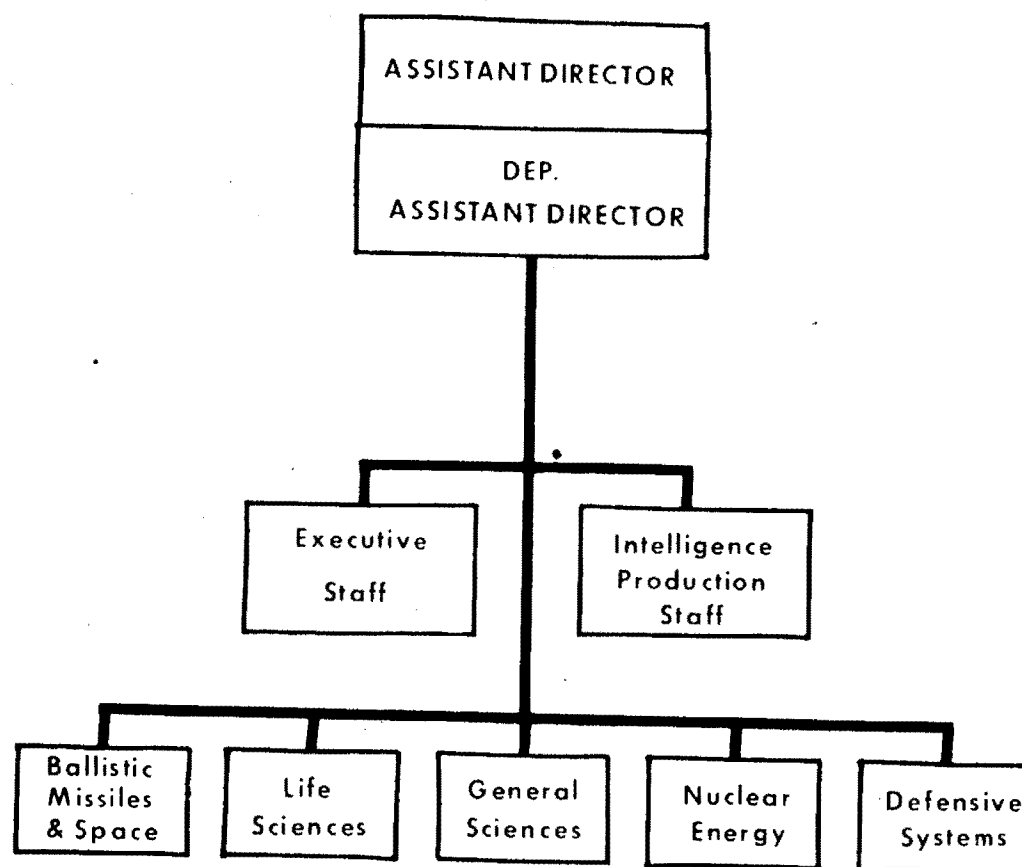 ASSISTANT DIRECTOR
DEP.
ASSISTANT DIRECTOR
Executive
Staff
Intelligence
Production
Staff
Ballistic
Missiles
& Space
Life
Sciences
General
Sciences
Nuclear
Energy
Defensive
Systems